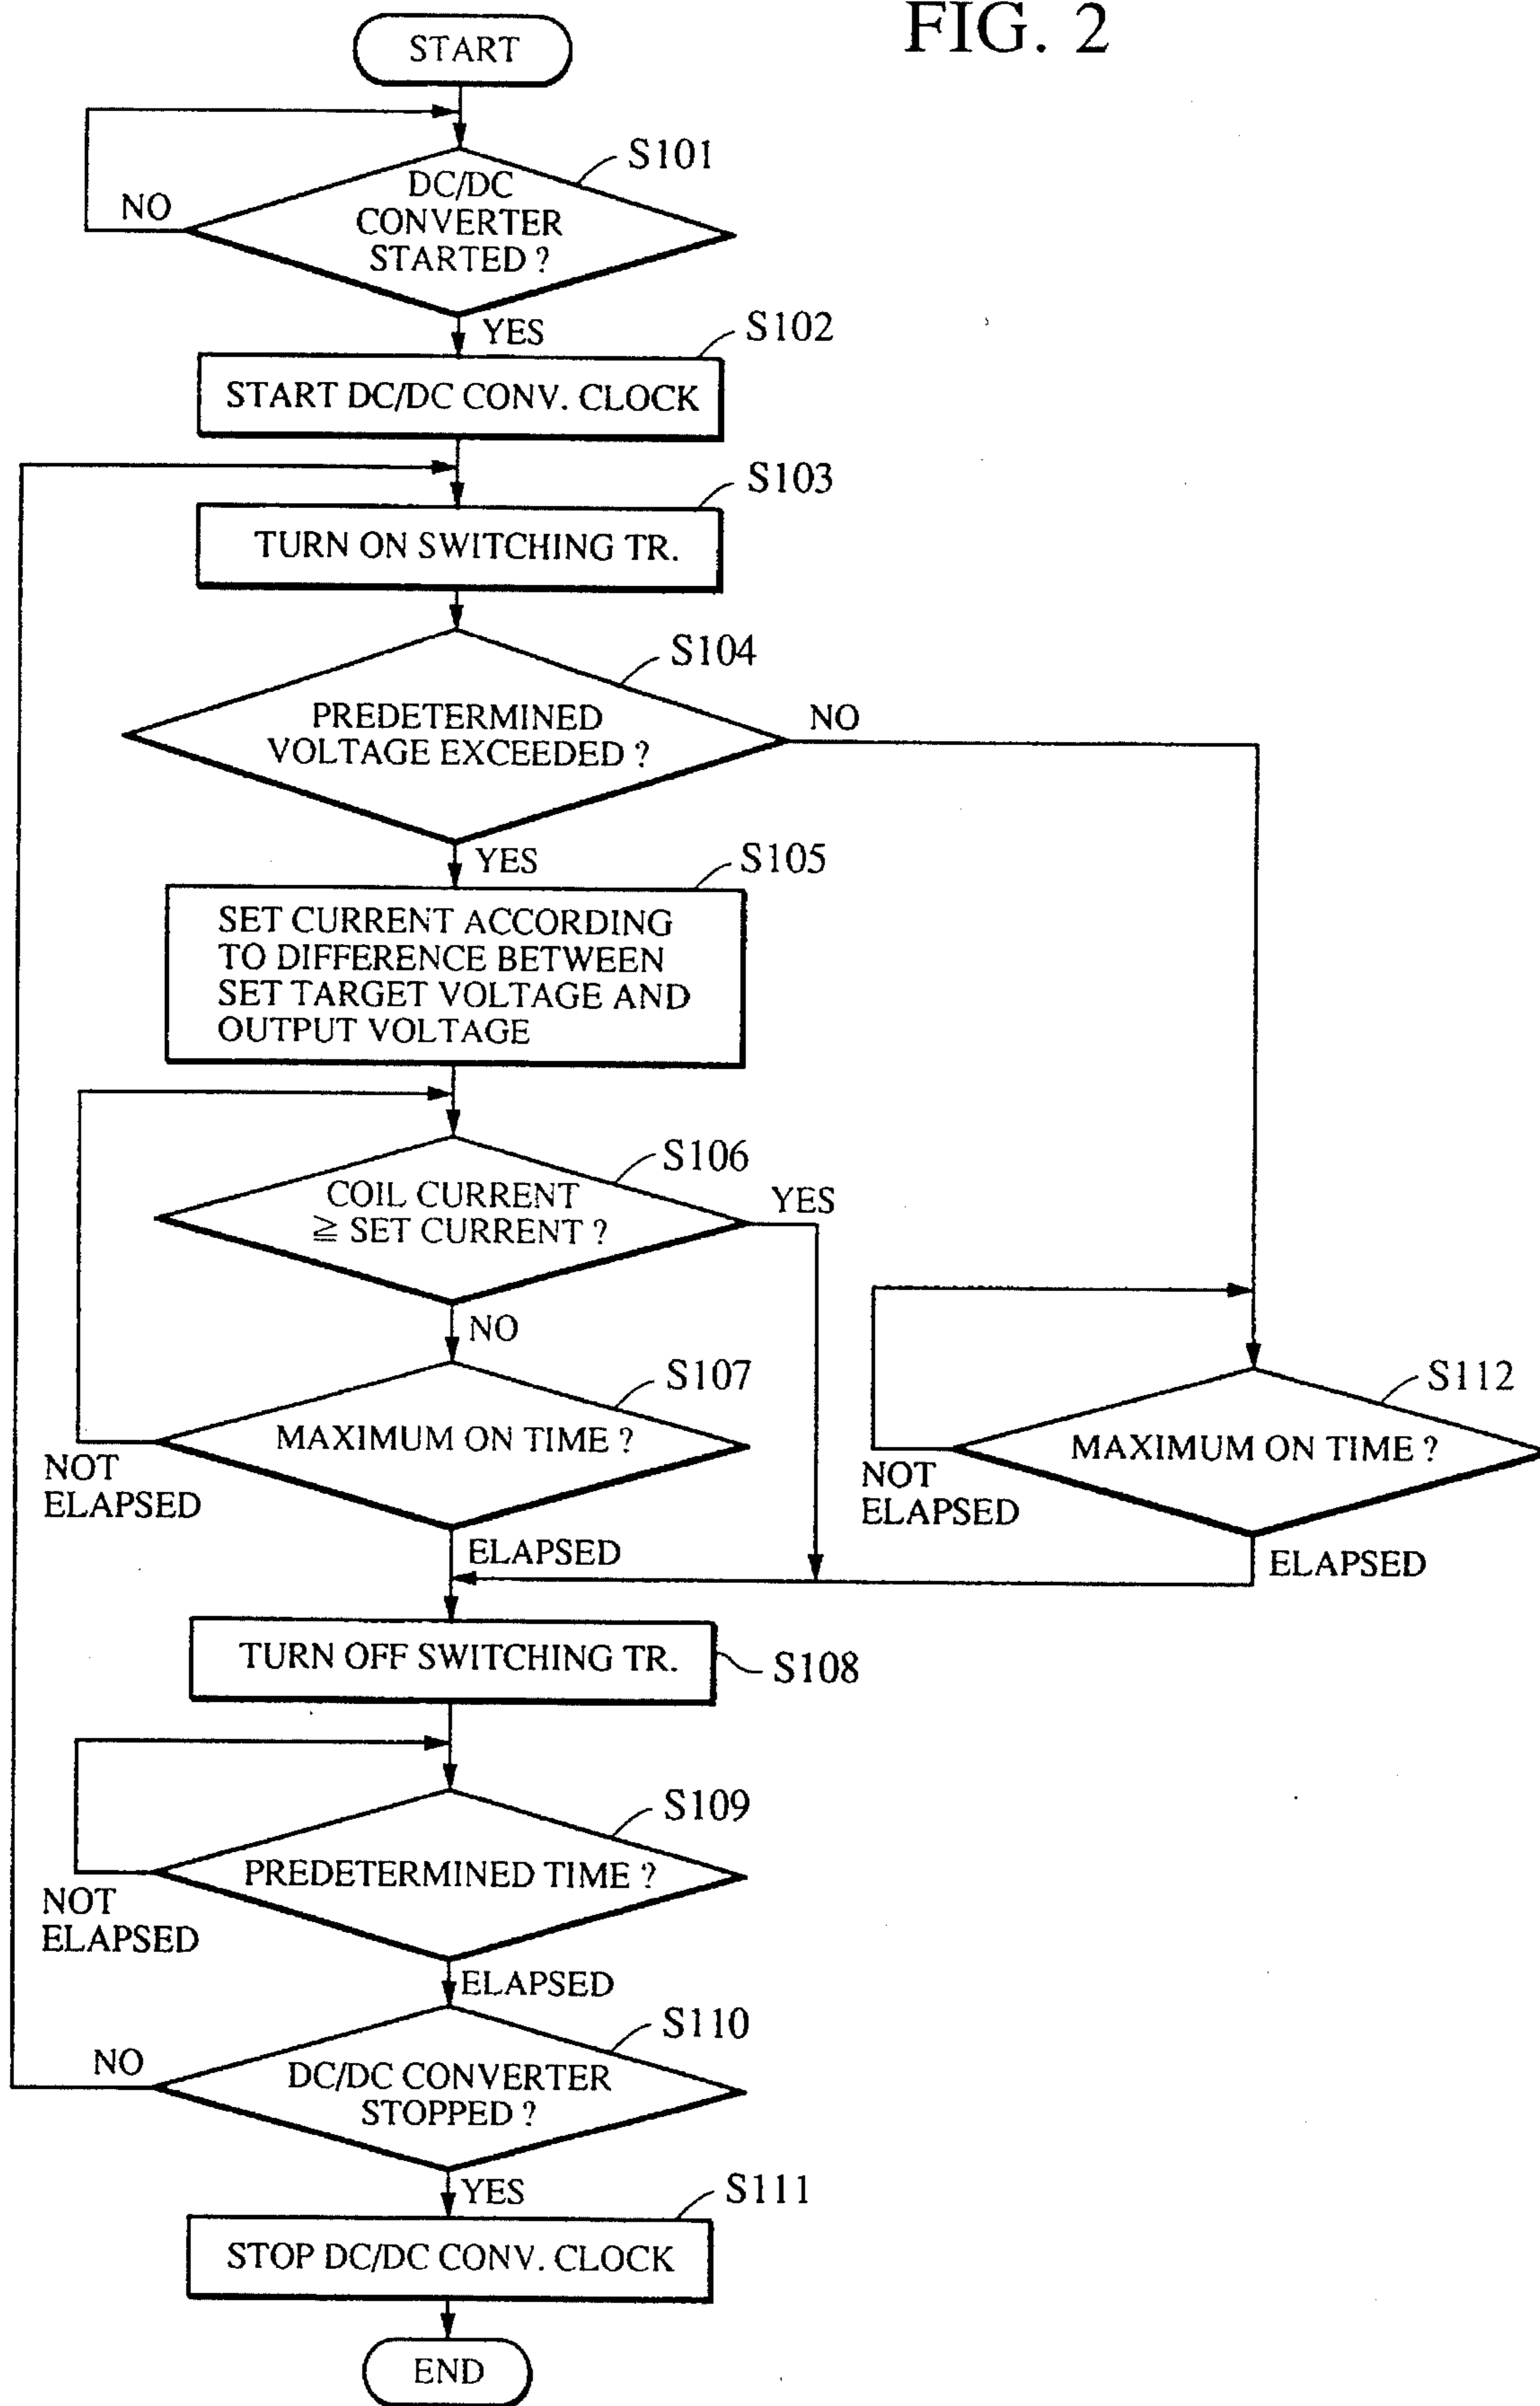 FIG. 2
START
S101
DC/DC
CONVERTER
STARTED ?
NO
YES
S102
START DC/DC CONV. CLOCK
S103
TURN ON SWITCHING TR.
S104
PREDETERMINED
VOLTAGE EXCEEDED ?
NO
YES
S105
SET CURRENT ACCORDING
TO DIFFERENCE BETWEEN
SET TARGET VOLTAGE AND
OUTPUT VOLTAGE
S106
COIL CURRENT
≧ SET CURRENT ?
YES
NO
S107
MAXIMUM ON TIME ?
NOT
ELAPSED
ELAPSED
S112
MAXIMUM ON TIME ?
NOT
ELAPSED
ELAPSED
TURN OFF SWITCHING TR.
S108
S109
PREDETERMINED TIME ?
NOT
ELAPSED
ELAPSED
S110
DC/DC CONVERTER
STOPPED ?
NO
YES
S111
STOP DC/DC CONV. CLOCK
END